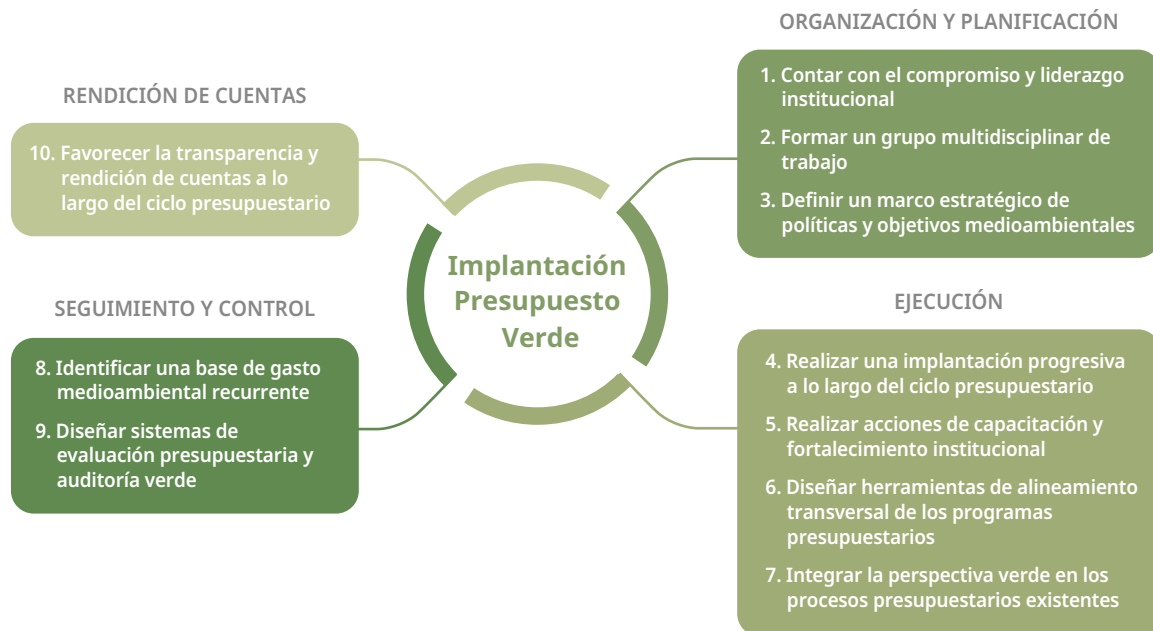 ORGANIZACIÓN Y PLANIFICACIÓN
1. Contar con el compromiso y liderazgo
institucional
2. Formar un grupo multidisciplinar de
trabajo
3. Definir un marco estratégico de
políticas y objetivos medioambientales
EJECUCIÓN
4. Realizar una implantación progresiva
a lo largo del ciclo presupuestario
5. Realizar acciones de capacitación y
fortalecimiento institucional
6. Diseñar herramientas de alineamiento
transversal de los programas
presupuestarios
7. Integrar la perspectiva verde en los
procesos presupuestarios existentes
SEGUIMIENTO Y CONTROL
8. Identificar una base de gasto
medioambiental recurrente
9. Diseñar sistemas de
evaluación presupuestaria y
auditoría verde
RENDICIÓN DE CUENTAS
10. Favorecer la transparencia y
rendición de cuentas a lo
largo del ciclo presupuestario
Implantación
Presupuesto
Verde